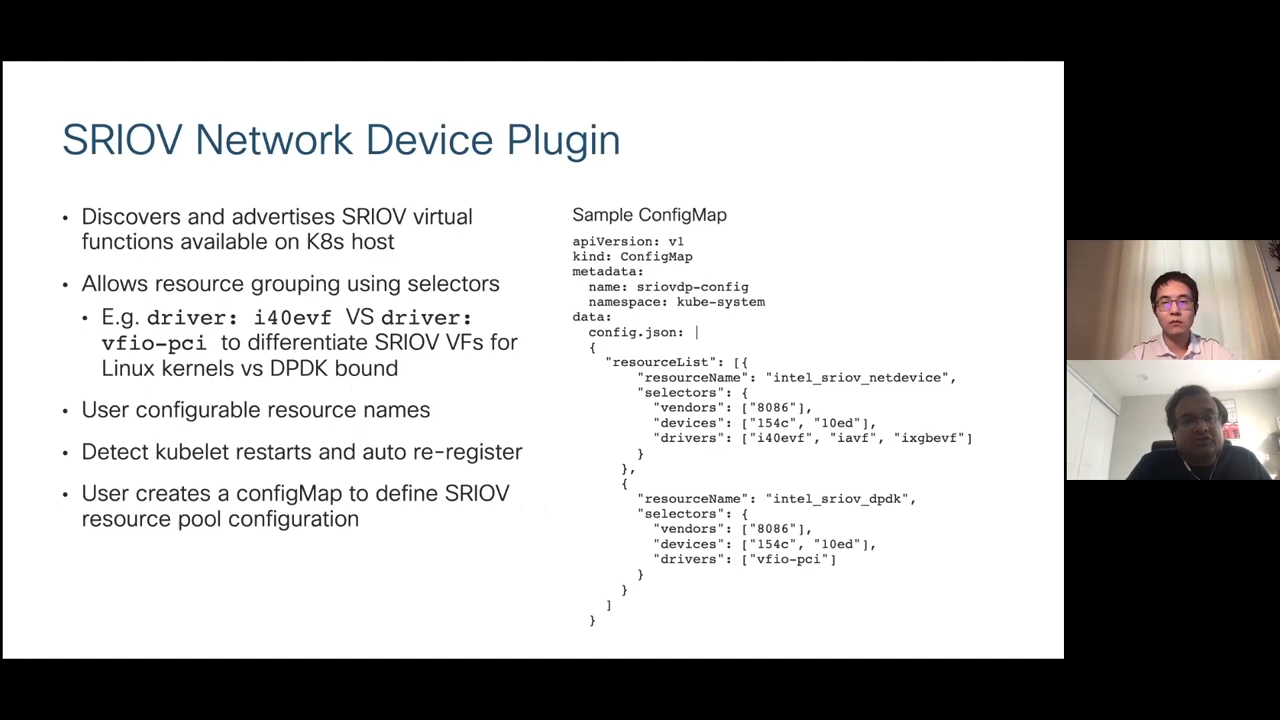 SRIOV Network Device Plugin
• Discovers and advertises SRIOV virtual
functions available on K8s host
• Allows resource grouping using selectors
• E.g. driver: i40evf VS driver:
vfio-pci to differentiate SRIOV VFs for
Linux kernels vs DPDK bound
• User configurable resource names
• Detect kubelet restarts and auto re-register
• User creates a configMap to define SRIOV
resource pool configuration
Sample ConfigMap
apiVersion: v1
kind: ConfigMap
metadata:
  name: sriovdp-config
  namespace: kube-system
data:
  config.json: |
  {
    "resourceList": [{
        "resourceName": "intel_sriov_netdevice",
        "selectors": {
          "vendors": ["8086"],
          "devices": ["154c", "10ed"],
          "drivers": ["i40evf", "iavf", "ixgbevf"]
        }
      },
      {
        "resourceName": "intel_sriov_dpdk",
        "selectors": {
          "vendors": ["8086"],
          "devices": ["154c", "10ed"],
          "drivers": ["vfio-pci"]
        }
      }
    ]
  }